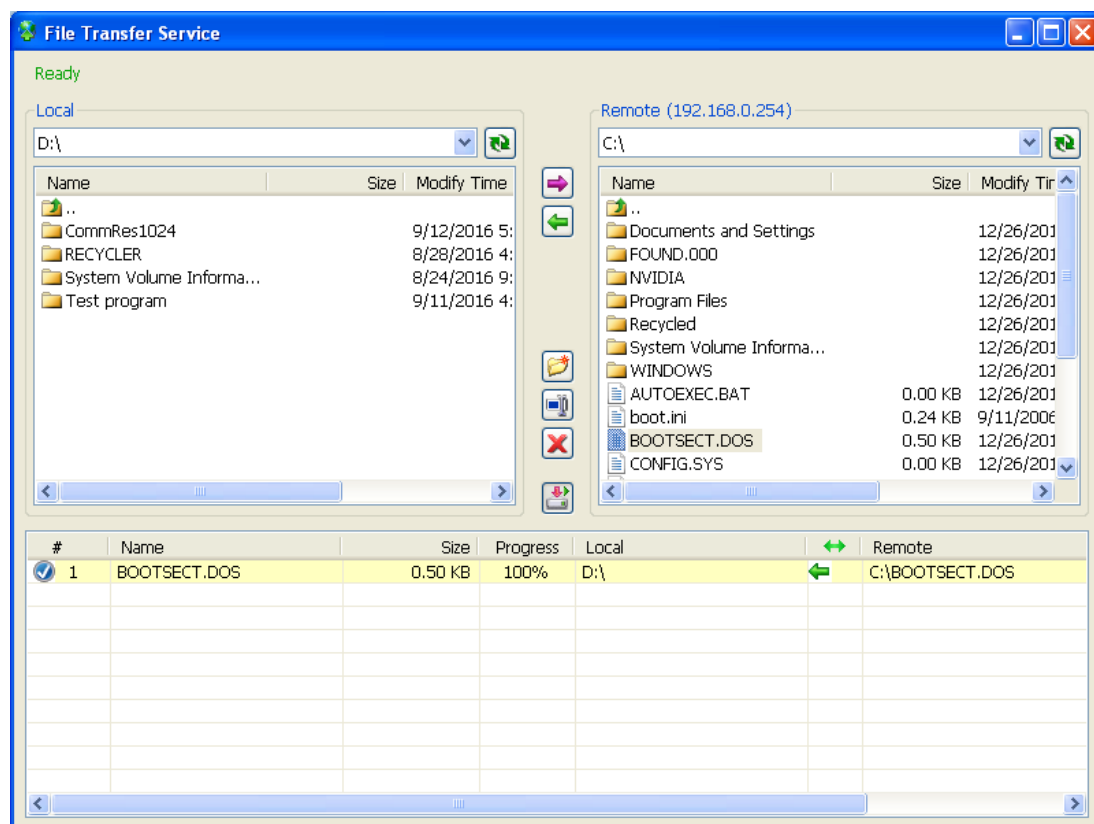 File Transfer Service
Ready
Local
D:\
Name Size Modify Time
..
CommRes1024 9/12/2016 5:
RECYCLER 8/28/2016 4:
System Volume Informa... 8/24/2016 9:
Test program 9/11/2016 4:
Remote (192.168.0.254)
C:\
Name Size Modify Tir
..
Documents and Settings 12/26/201
FOUND.000 12/26/201
NVIDIA 12/26/201
Program Files 12/26/201
Recycled 12/26/201
System Volume Informa... 12/26/201
WINDOWS 12/26/201
AUTOEXEC.BAT 0.00 KB 12/26/201
boot.ini 0.24 KB 9/11/2006
BOOTSECT.DOS 0.50 KB 12/26/201
CONFIG.SYS 0.00 KB 12/26/201
# Name Size Progress Local Remote
1 BOOTSECT.DOS 0.50 KB 100% D:\ C:\BOOTSECT.DOS